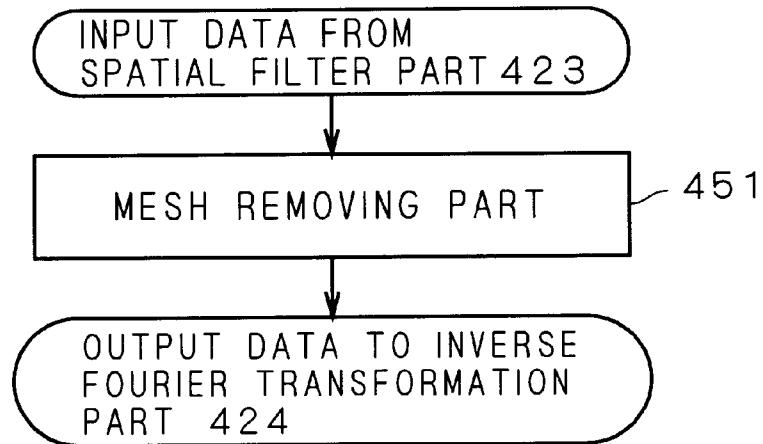 INPUT DATA FROM
SPATIAL FILTER PART 423
MESH REMOVING PART
451
OUTPUT DATA TO INVERSE
FOURIER TRANSFORMATION
PART 424